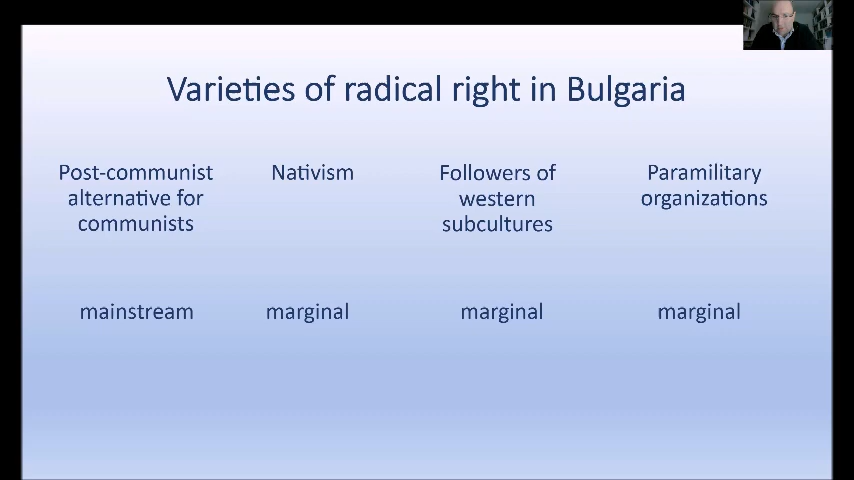 Varieties of radical right in Bulgaria
Post-communist
alternative for
communists
Nativism
Followers of
western
subcultures
Paramilitary
organizations
mainstream
marginal
marginal
marginal